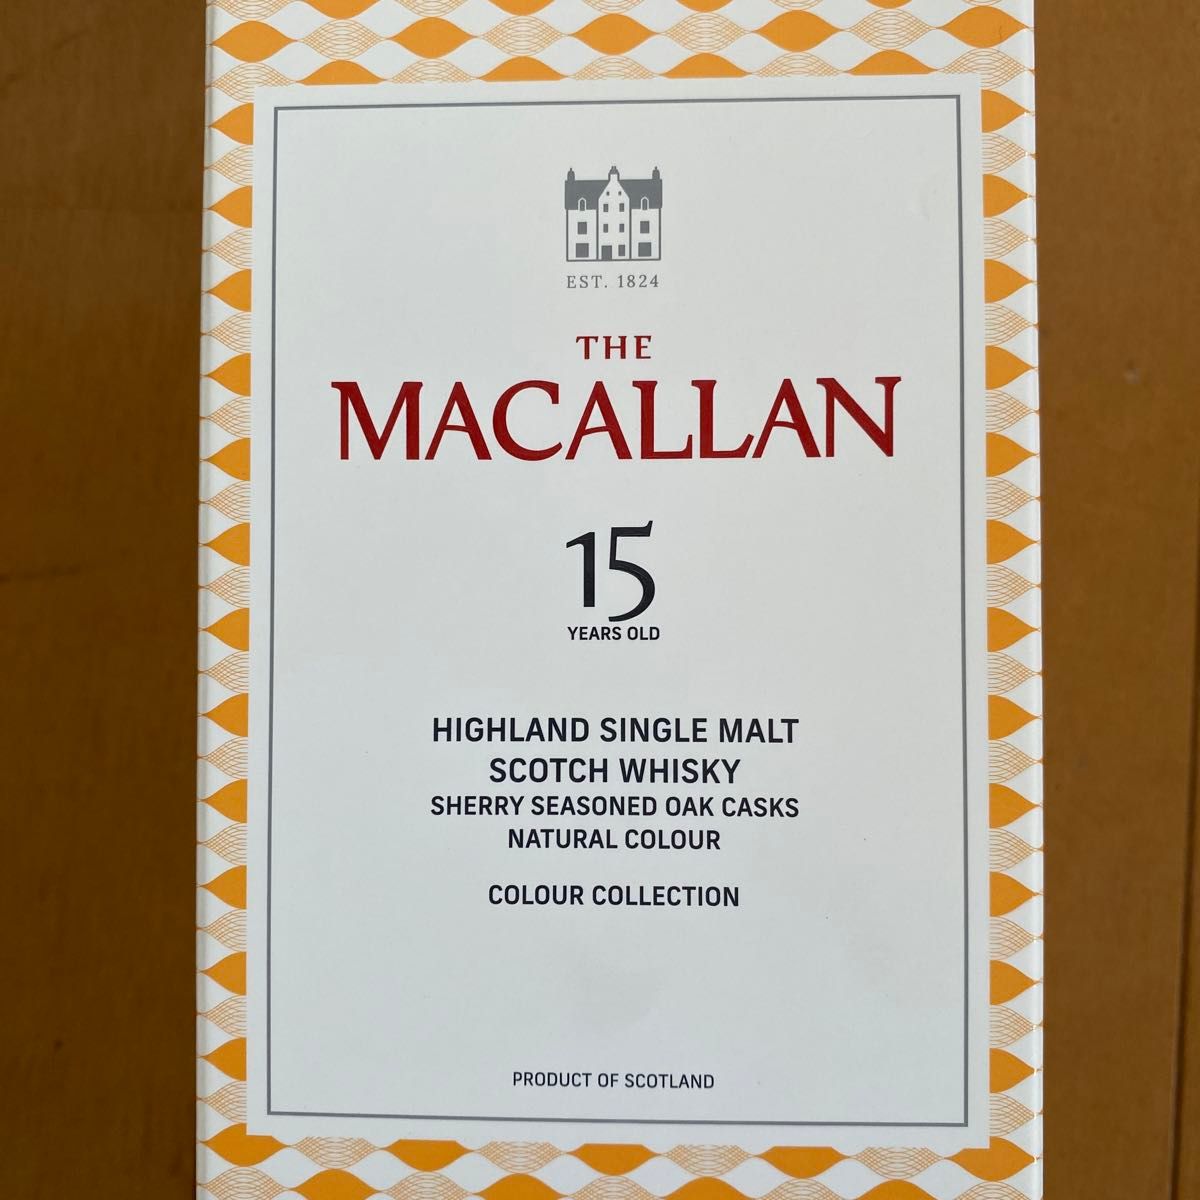 EST. 1824
THE
MACALLAN
15
YEARS OLD
HIGHLAND SINGLE MALT
SCOTCH WHISKY
SHERRY SEASONED OAK CASKS
NATURAL COLOUR
COLOUR COLLECTION
PRODUCT OF SCOTLAND